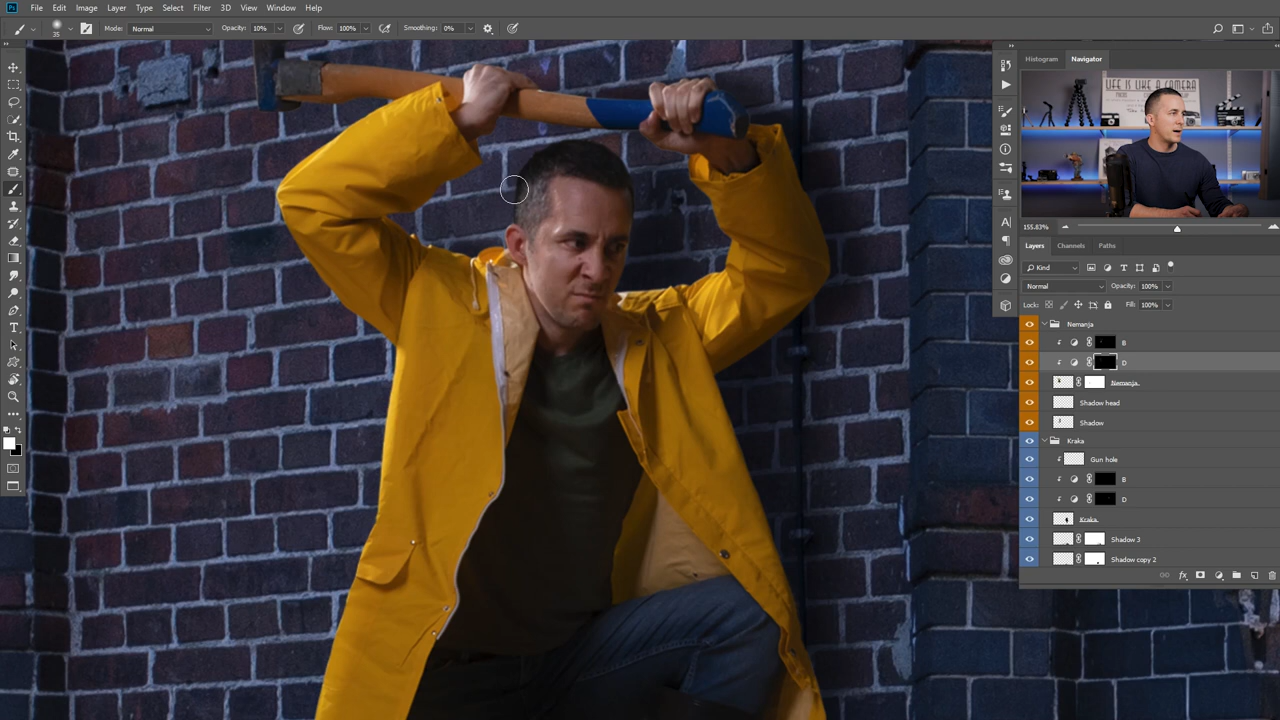 Ps File Edit Image Layer Type Select Filter 3D View Window Help
35 Mode: Normal Opacity: 10% Flow: 100% Smoothing: 0%
Histogram Navigator
LIFE IS LIKE A CAMERA
155.83%
Layers Channels Paths
Kind
Normal Opacity: 100%
Lock: Fill: 100%
Nemanja
B
D
Nemanja
Shadow head
Shadow
Kraka
Gun hole
B
D
Kraka
Shadow 3
Shadow copy 2